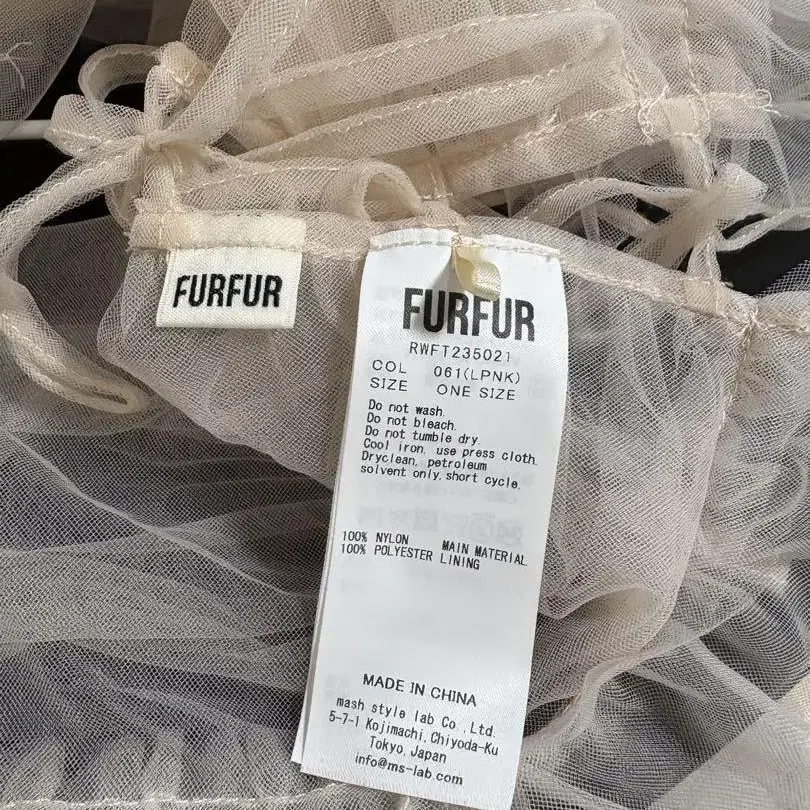 FURFUR
FURFUR
RWFT235021
COL 061(LPNK)
SIZE ONE SIZE
Do not wash.
Do not bleach.
Do not tumble dry.
Cool iron, use press cloth.
Dryclean, petroleum
solvent only, short cycle.
100% NYLON MAIN MATERIAL
100% POLYESTER LINING
MADE IN CHINA
mash style lab Co.,Ltd.
5-7-1 Kojimachi,Chiyoda-Ku
Tokyo,Japan
info@ms-lab.com